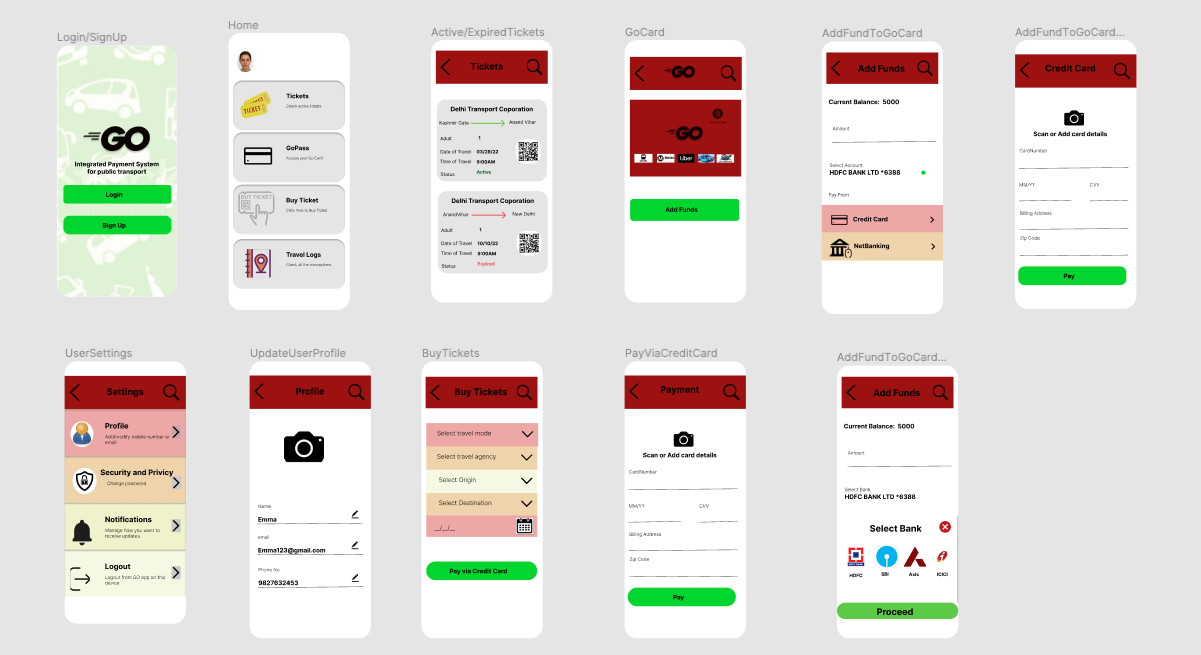 Login/SignUp
GO
Integrated Payment System
for public transport
Login
Sign Up
Home
Tickets
Check active tickets
GoPass
Access your Go Card
BUY TICKET
Buy Ticket
Click here to Buy Ticket
Travel Logs
Check all the transactions
Active/ExpiredTickets
Tickets
Delhi Transport Coporation
Kashmir Gate
Anand Vihar
Adult 1
Date of Travel 03/28/22
Time of Travel 9:00AM
Status Active
Delhi Transport Coporation
AnandVihar
New Delhi
Adult 1
Date of Travel 10/10/22
Time of Travel 9:00AM
Status Expired
GoCard
GO
GO
Uber
Add Funds
AddFundToGoCard
Add Funds
Current Balance: 5000
Amount
Select Account
HDFC BANK LTD *6388
Pay From
Credit Card
NetBanking
AddFundToGoCard...
Credit Card
Scan or Add card details
CardNumber
MM/YY CVV
Billing Address
Zip Code
Pay
UserSettings
Settings
Profile
Add/modify mobile number or
email
Security and Privicy
Change password
Notifications
Manage how you want to
receive updates
Logout
Logout from GO app on this
device
UpdateUserProfile
Profile
Name
Emma
email
Emma123@gmail.com
Phone No
9827632453
BuyTickets
Buy Tickets
Select travel mode
Select travel agency
Select Origin
Select Destination
_/_/_
Pay via Credit Card
PayViaCreditCard
Payment
Scan or Add card details
CardNumber
MM/YY CVV
Billing Address
Zip Code
Pay
AddFundToGoCard...
Add Funds
Current Balance: 5000
Amount
Select Bank
HDFC BANK LTD *6388
Select Bank
HDFC SBI Axis ICICI
Proceed